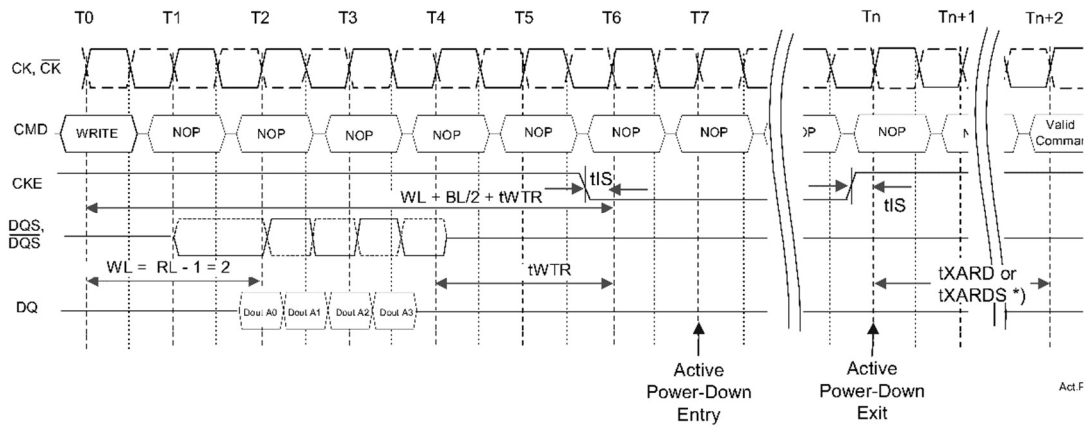 T0 T1 T2 T3 T4 T5 T6 T7 Tn Tn+1 Tn+2
CK, CK
CMD WRITE NOP NOP NOP NOP NOP NOP NOP OP NOP N Valid
Comman
CKE tIS tIS
WL + BL/2 + tWTR
DQS,
DQS
WL = RL - 1 = 2 tWTR tXARD or
tXARDS *)
DQ Dout A0 Dout A1 Dout A2 Dout A3
Active
Power-Down
Entry
Active
Power-Down
Exit
Act.P